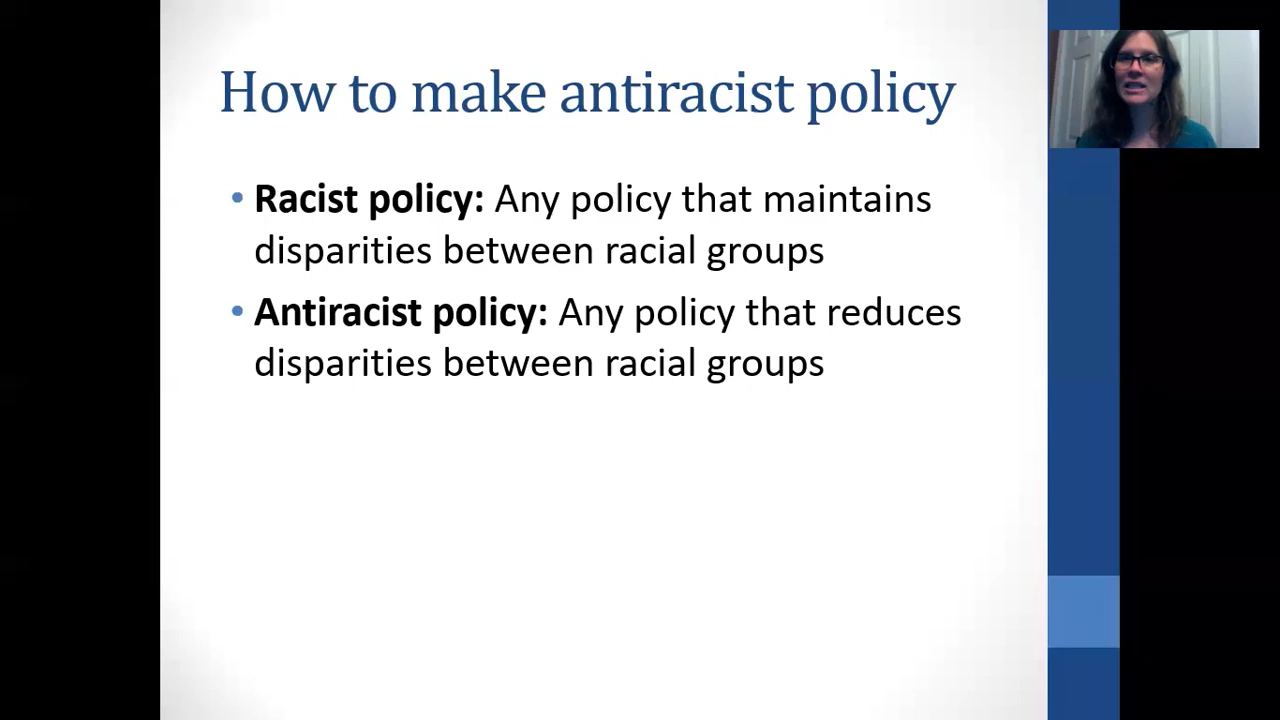 How to make antiracist policy
• Racist policy: Any policy that maintains
disparities between racial groups
• Antiracist policy: Any policy that reduces
disparities between racial groups